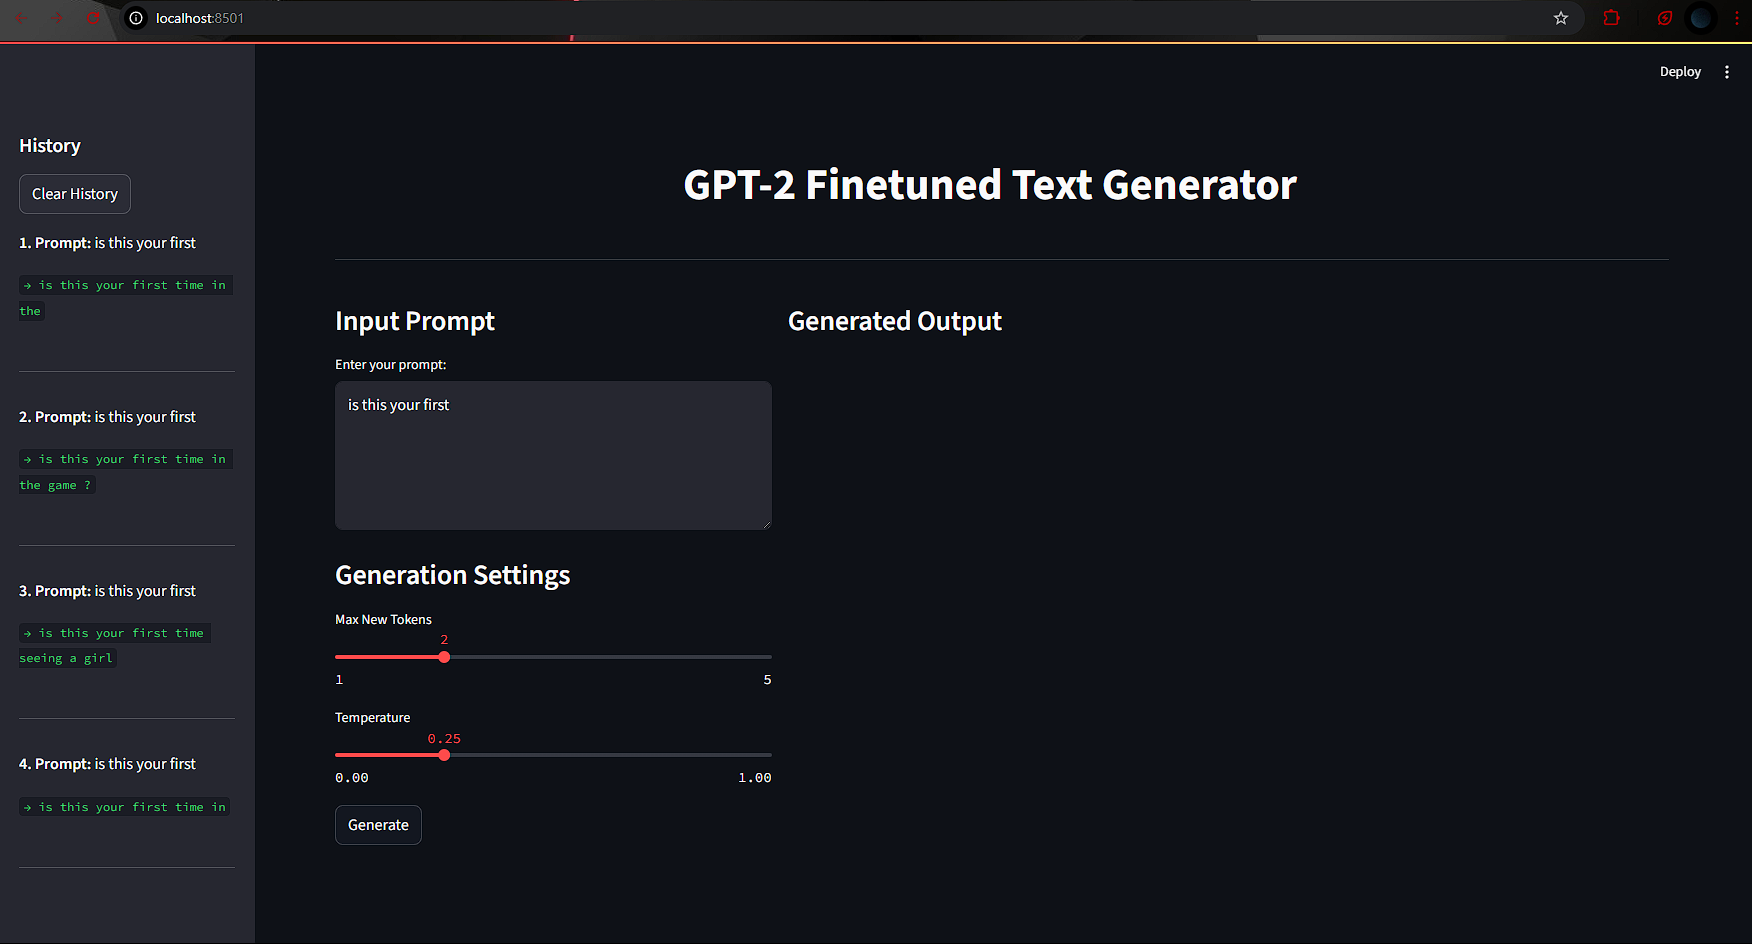 localhost:8501
Deploy
History
Clear History
1. Prompt: is this your first
→ is this your first time in
the
2. Prompt: is this your first
→ is this your first time in
the game ?
3. Prompt: is this your first
→ is this your first time
seeing a girl
4. Prompt: is this your first
→ is this your first time in
GPT-2 Finetuned Text Generator
Input Prompt
Enter your prompt:
is this your first
Generation Settings
Max New Tokens
2
1 5
Temperature
0.25
0.00 1.00
Generate
Generated Output